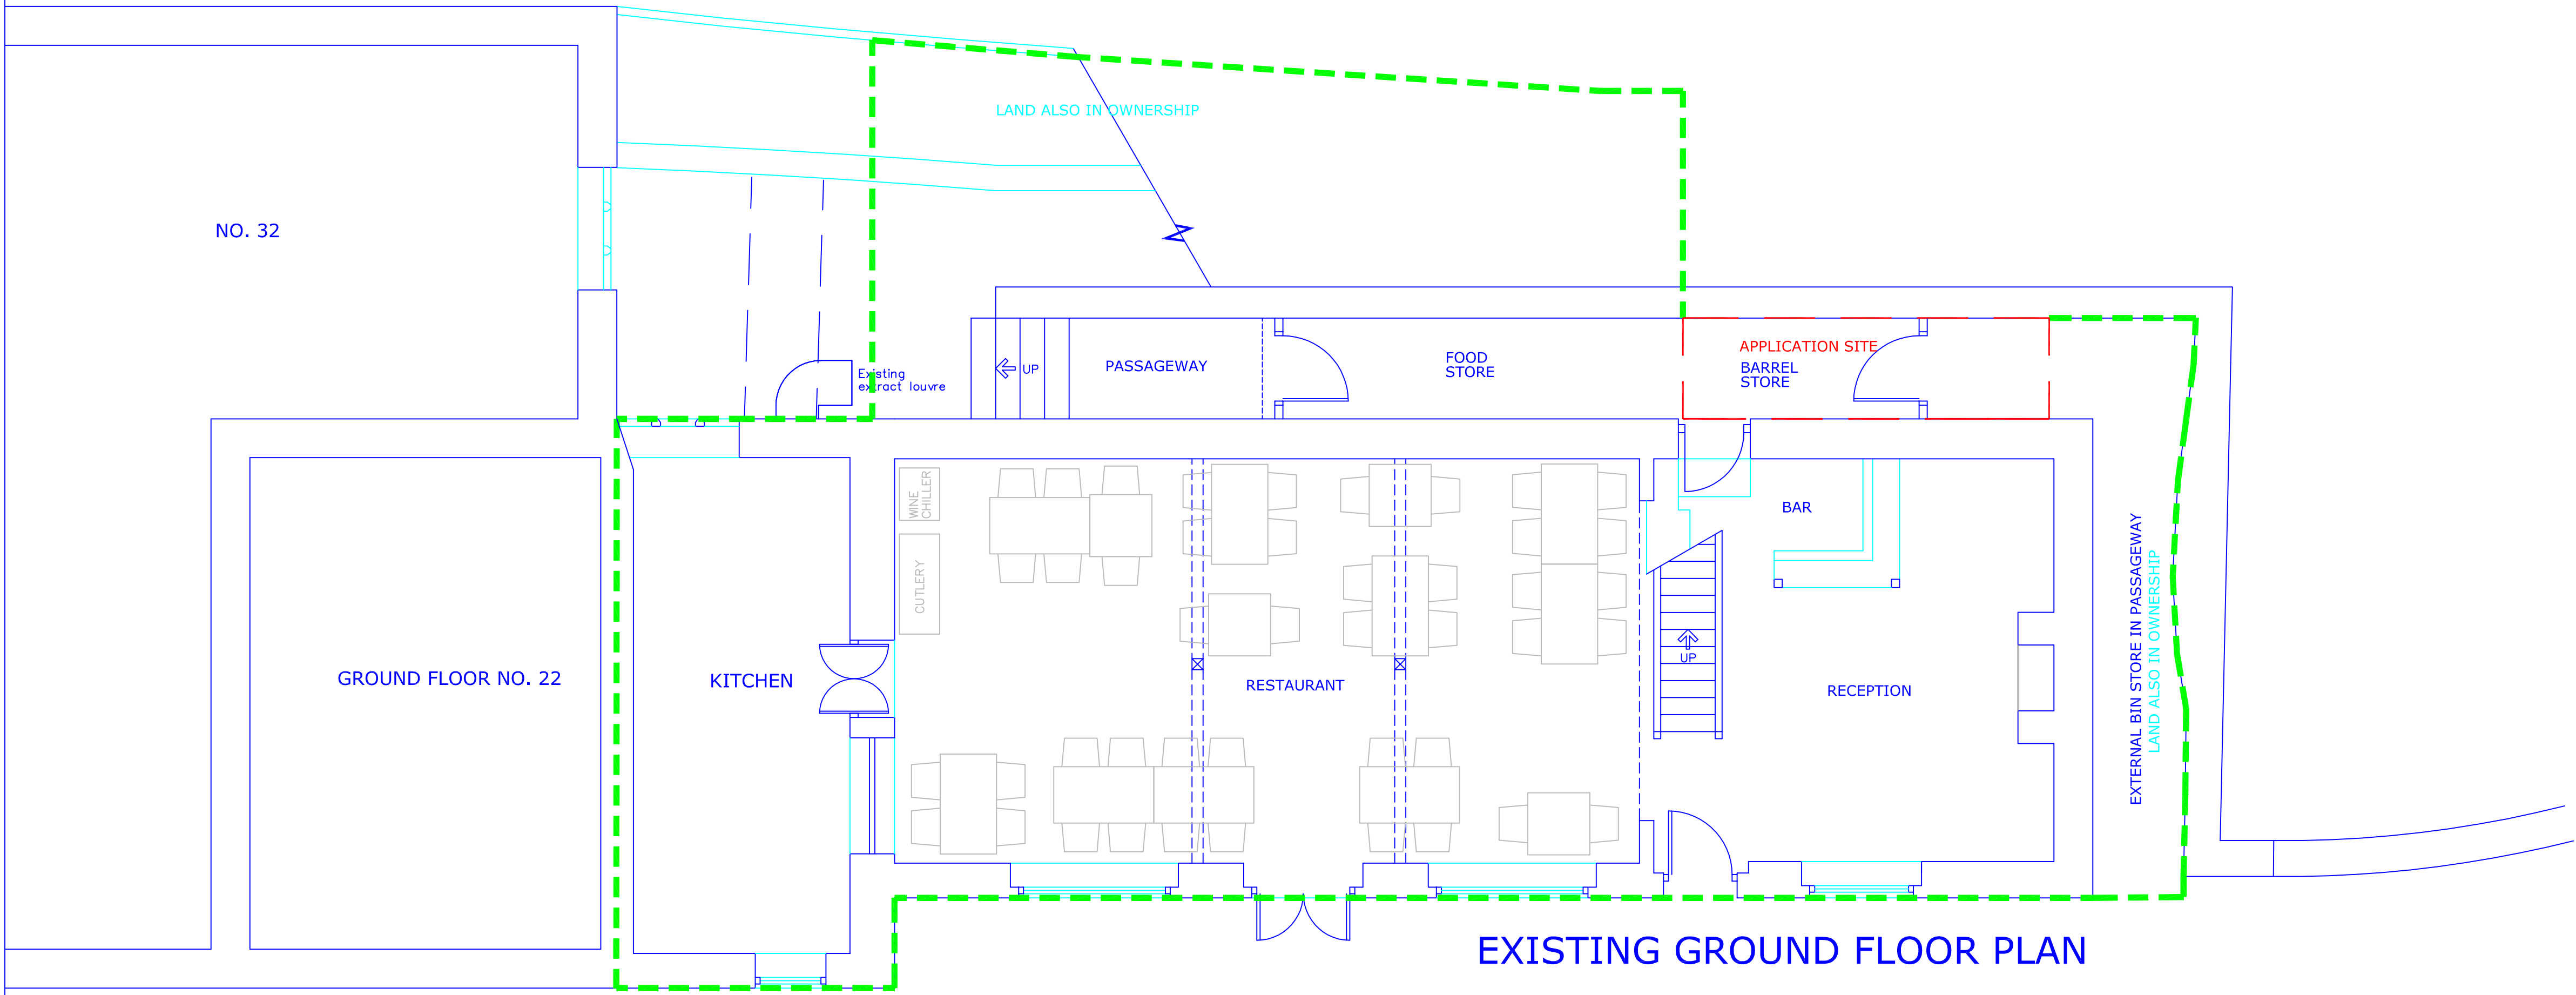 LAND ALSO IN OWNERSHIP
NO. 32
Existing
extract louvre
UP
PASSAGEWAY
FOOD
STORE
APPLICATION SITE
BARREL
STORE
WINE
CHILLER
CUTLERY
BAR
EXTERNAL BIN STORE IN PASSAGEWAY
LAND ALSO IN OWNERSHIP
UP
GROUND FLOOR NO. 22
KITCHEN
RESTAURANT
RECEPTION
EXISTING GROUND FLOOR PLAN